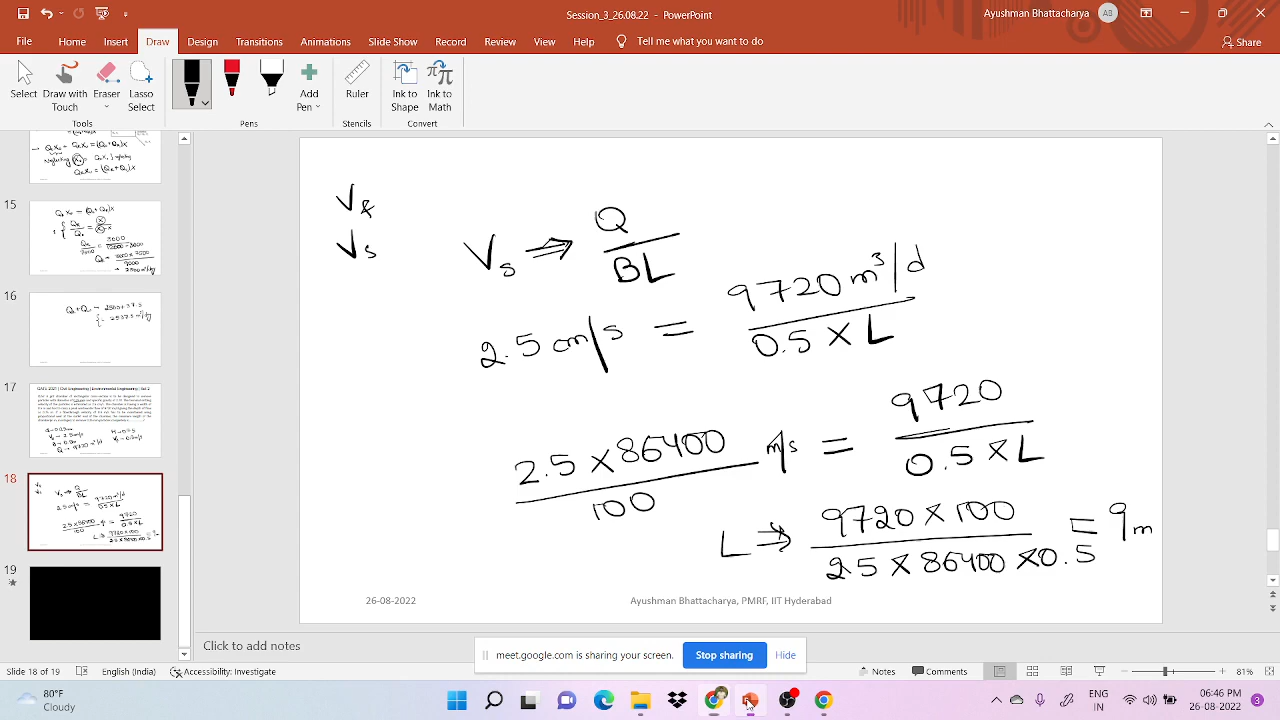 Session_3_26.08.22 - PowerPoint
Ayushman Bhattacharya AB
File Home Insert Draw Design Transitions Animations Slide Show Record Review View Help Tell me what you want to do Share
Select Draw with Touch Eraser Lasso Select Add Pen Ruler Ink to Shape Ink to Math
Tools Pens Stencils Convert
15
16
17
18
19
Vf
Vs
Vs ⇒ Q / BL
2.5 cm/s = 9720 m³/d / 0.5 × L
2.5 × 86400 / 100 m/s = 9720 / 0.5 × L
L ⇒ 9720 × 100 / 2.5 × 86400 × 0.5 = 9 m
26-08-2022 Ayushman Bhattacharya, PMRF, IIT Hyderabad
Click to add notes
meet.google.com is sharing your screen. Stop sharing Hide
Slide 18 of 19 English (India) Accessibility: Investigate Notes Comments 81%
80°F
Cloudy
ENG
IN
06:46 PM
26-08-2022
3